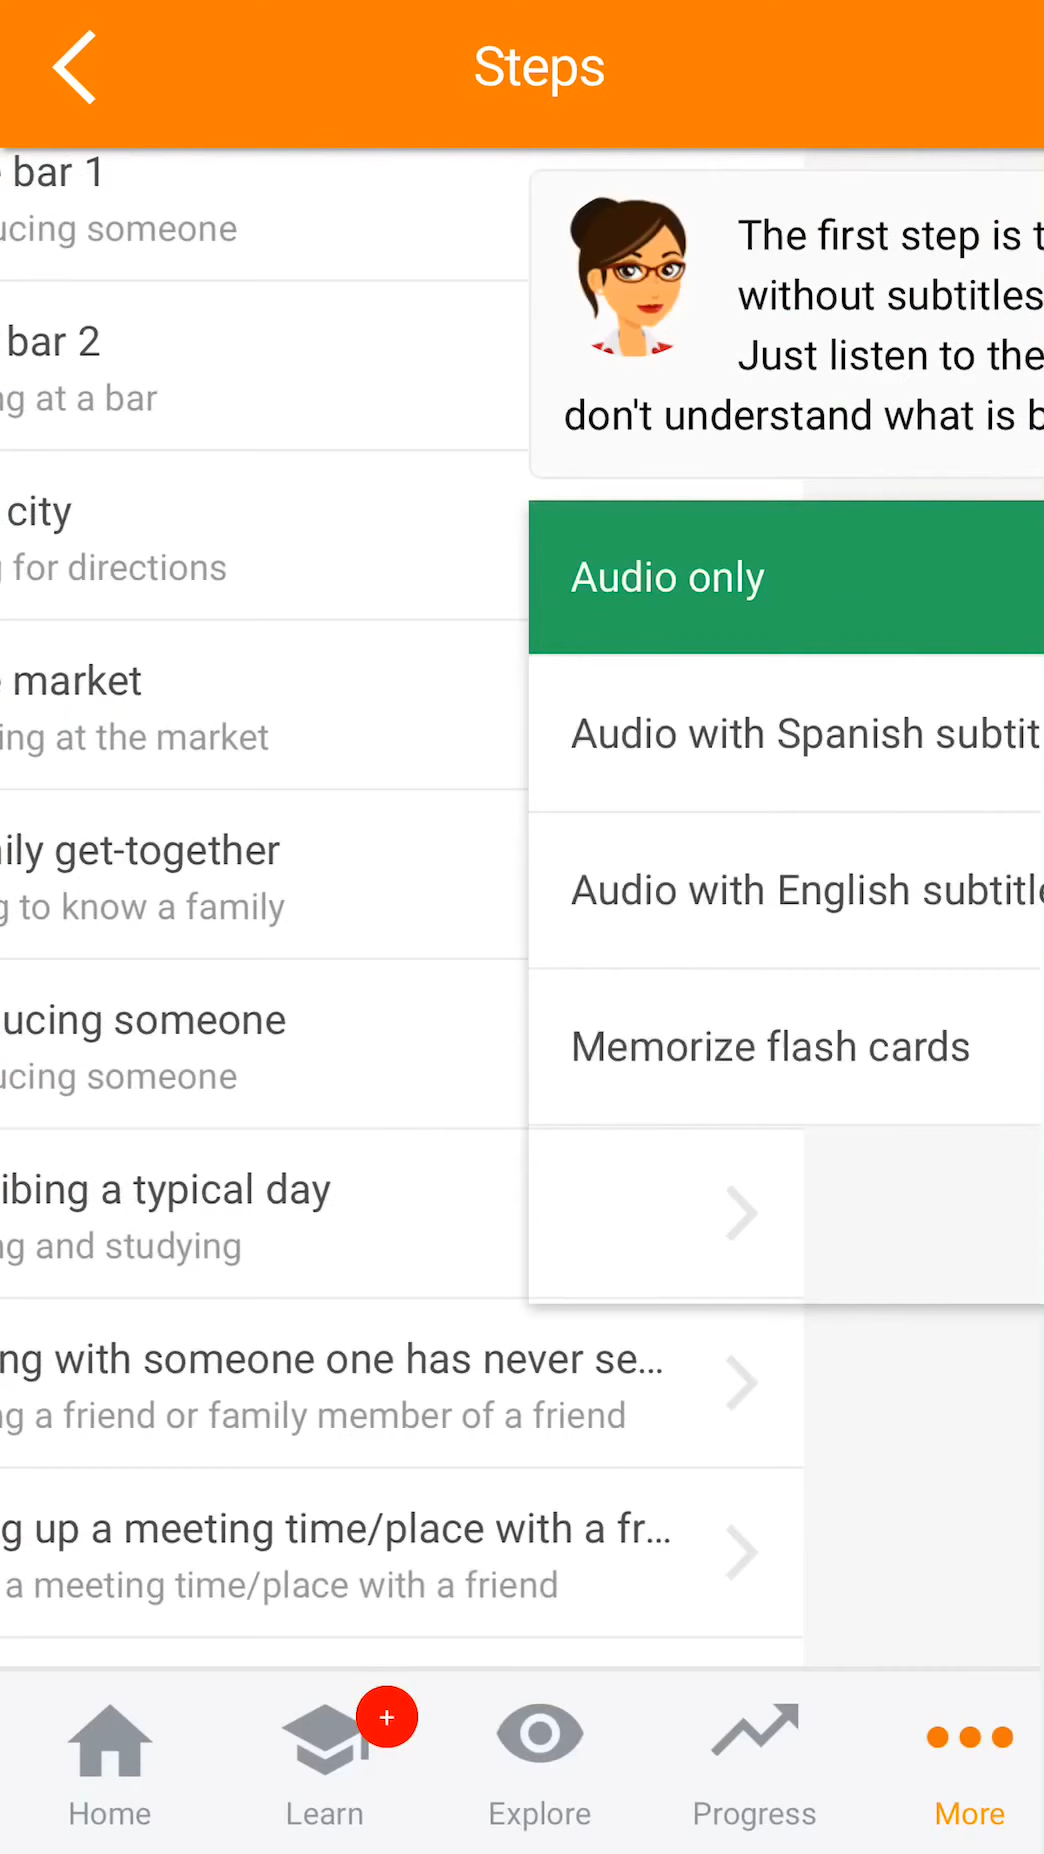 Steps
bar 1
ucing someone
bar 2
ng at a bar
city
for directions
market
ing at the market
ily get-together
to know a family
ucing someone
ucing someone
ibing a typical day
ng and studying
ng with someone one has never se...
ng a friend or family member of a friend
g up a meeting time/place with a fr...
a meeting time/place with a friend
The first step is t
without subtitles
Just listen to the
don't understand what is b
Audio only
Audio with Spanish subtit
Audio with English subtitle
Memorize flash cards
+
Home
Learn
Explore
Progress
More